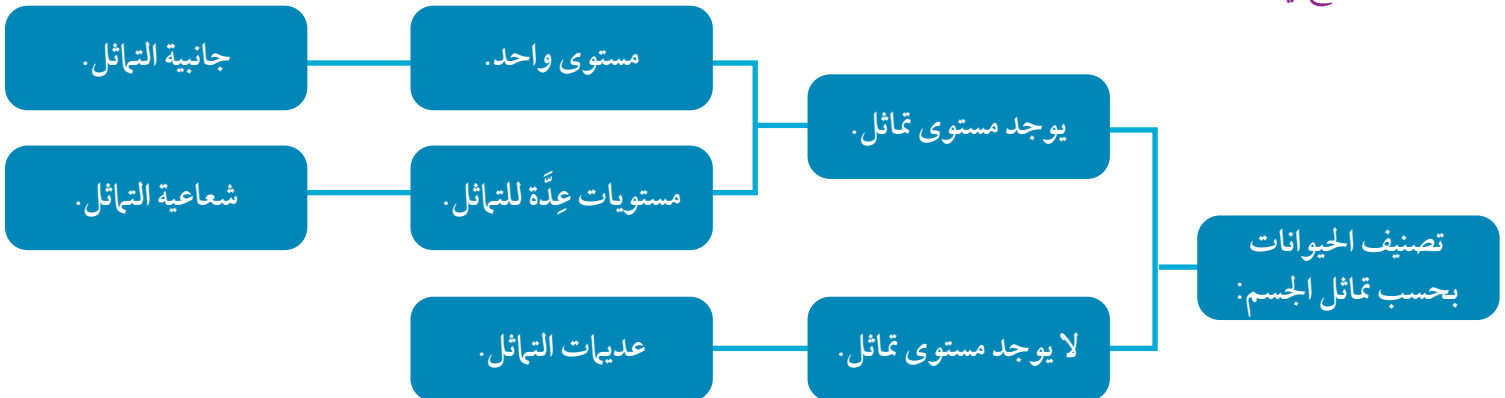 تصنيف الحيوانات
بحسب تماثل الجسم:
يوجد مستوى تماثل.
مستوى واحد.
جانبية التماثل.
مستويات عِدَّة للتماثل.
شعاعية التماثل.
لا يوجد مستوى تماثل.
عديمات التماثل.